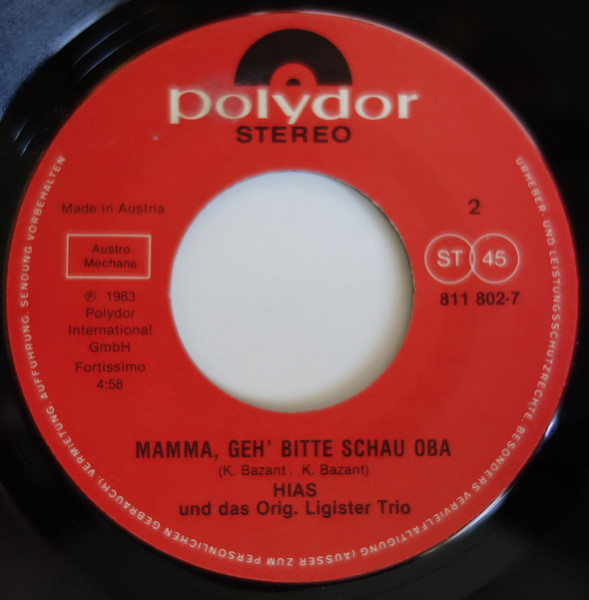 polydor
STEREO
Made in Austria
2
Austro
Mechana
ST 45
811 802-7
℗ 1983
Polydor
International
GmbH
Fortissimo
4:58
MAMMA, GEH' BITTE SCHAU OBA
(K. Bazant . K. Bazant)
HIAS
und das Orig. Ligister Trio
URHEBER- UND LEISTUNGSSCHUTZRECHTE, BESONDERS VERVIELFÄLTIGUNG (AUSSER ZUM PERSÖNLICHEN GEBRAUCH), VERMIETUNG, AUFFÜHRUNG, SENDUNG VORBEHALTEN